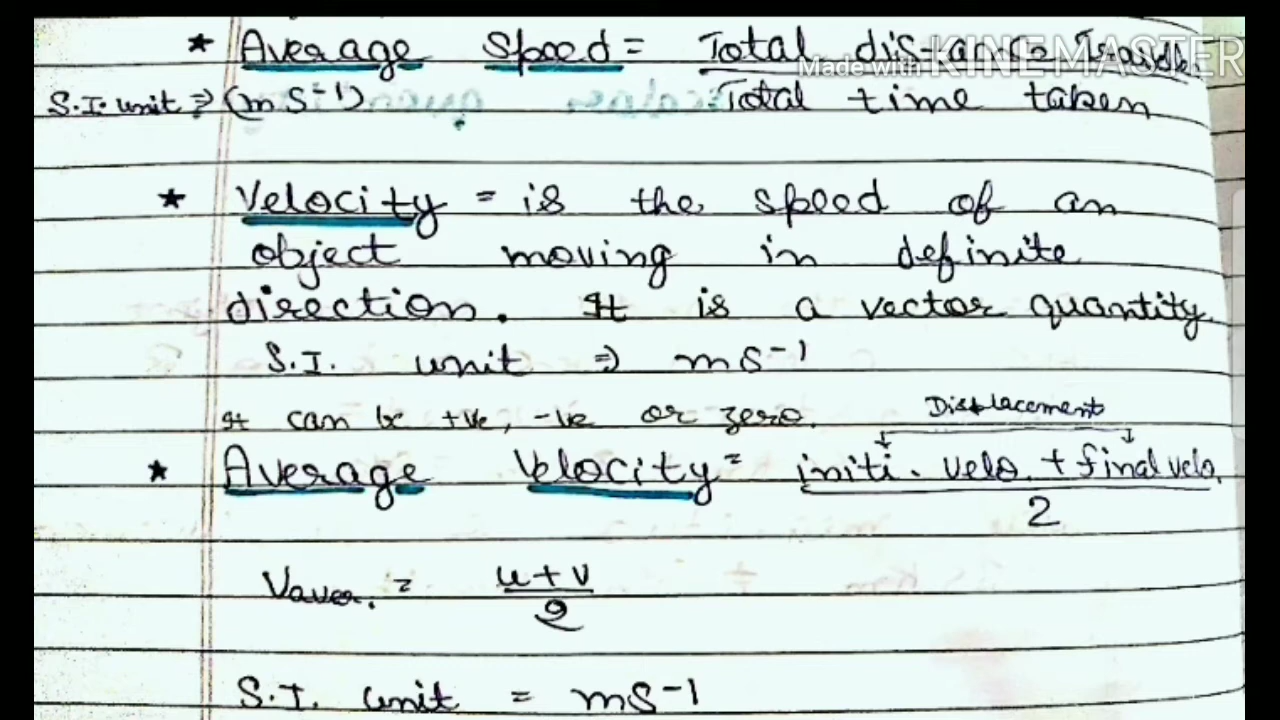 ★ Average Speed = Total distance Travelle
Made with KINEMASTER
S.I. unit ⇒ (m s⁻¹) Total time taken
★ Velocity = is the speed of an
object moving in definite
direction. It is a vector quantity.
S.I. unit ⇒ ms⁻¹
It can be +ve, -ve or zero.
Displacement
★ Average Velocity = initi. velo. + final velo.
2
Vaver. = u + v
2
S.I. unit = ms⁻¹